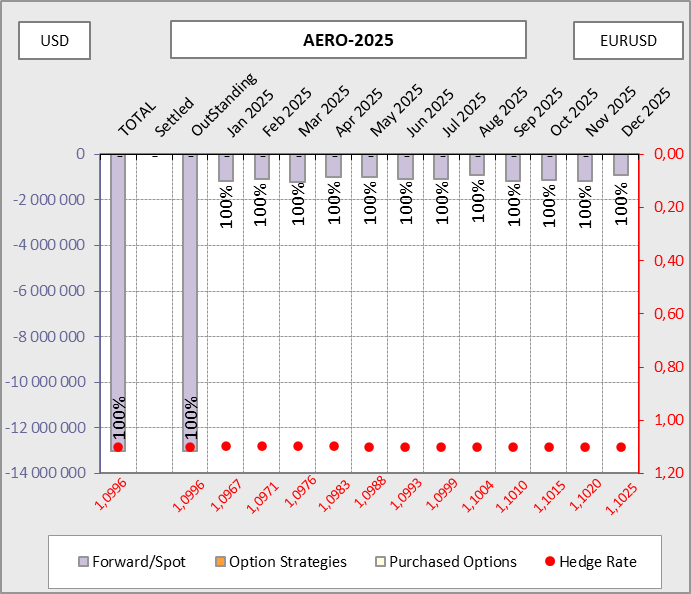 USD
AERO-2025
EURUSD
TOTAL
Settled
OutStanding
Jan 2025
Feb 2025
Mar 2025
Apr 2025
May 2025
Jun 2025
Jul 2025
Aug 2025
Sep 2025
Oct 2025
Nov 2025
Dec 2025
0
-2 000 000
-4 000 000
-6 000 000
-8 000 000
-10 000 000
-12 000 000
-14 000 000
100%
100%
100%
100%
100%
100%
100%
100%
100%
100%
100%
100%
100%
100%
0,00
0,20
0,40
0,60
0,80
1,00
1,20
1,0996
1,0996
1,0967
1,0971
1,0976
1,0983
1,0988
1,0993
1,0999
1,1004
1,1010
1,1015
1,1020
1,1025
Forward/Spot
Option Strategies
Purchased Options
Hedge Rate